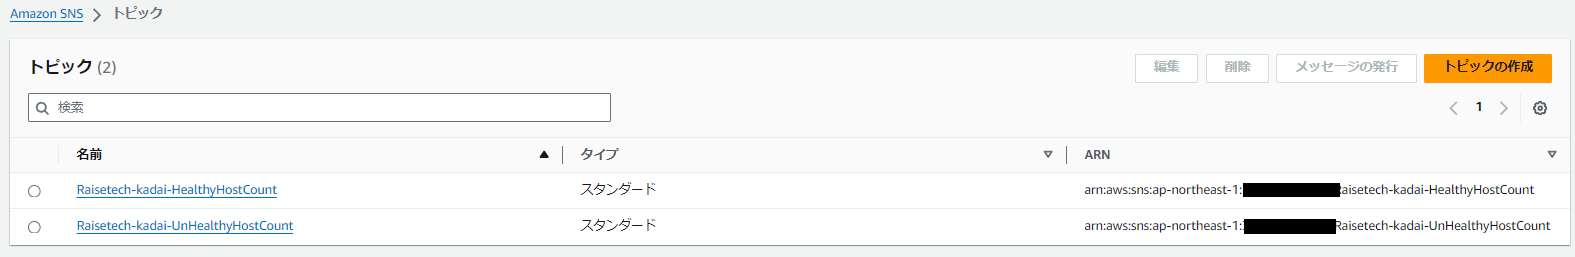 Amazon SNS > トピック
トピック (2)
編集 削除 メッセージの発行 トピックの作成
検索
1
名前 タイプ ARN
Raisetech-kadai-HealthyHostCount スタンダード arn:aws:sns:ap-northeast-1: Raisetech-kadai-HealthyHostCount
Raisetech-kadai-UnHealthyHostCount スタンダード arn:aws:sns:ap-northeast-1: Raisetech-kadai-UnHealthyHostCount